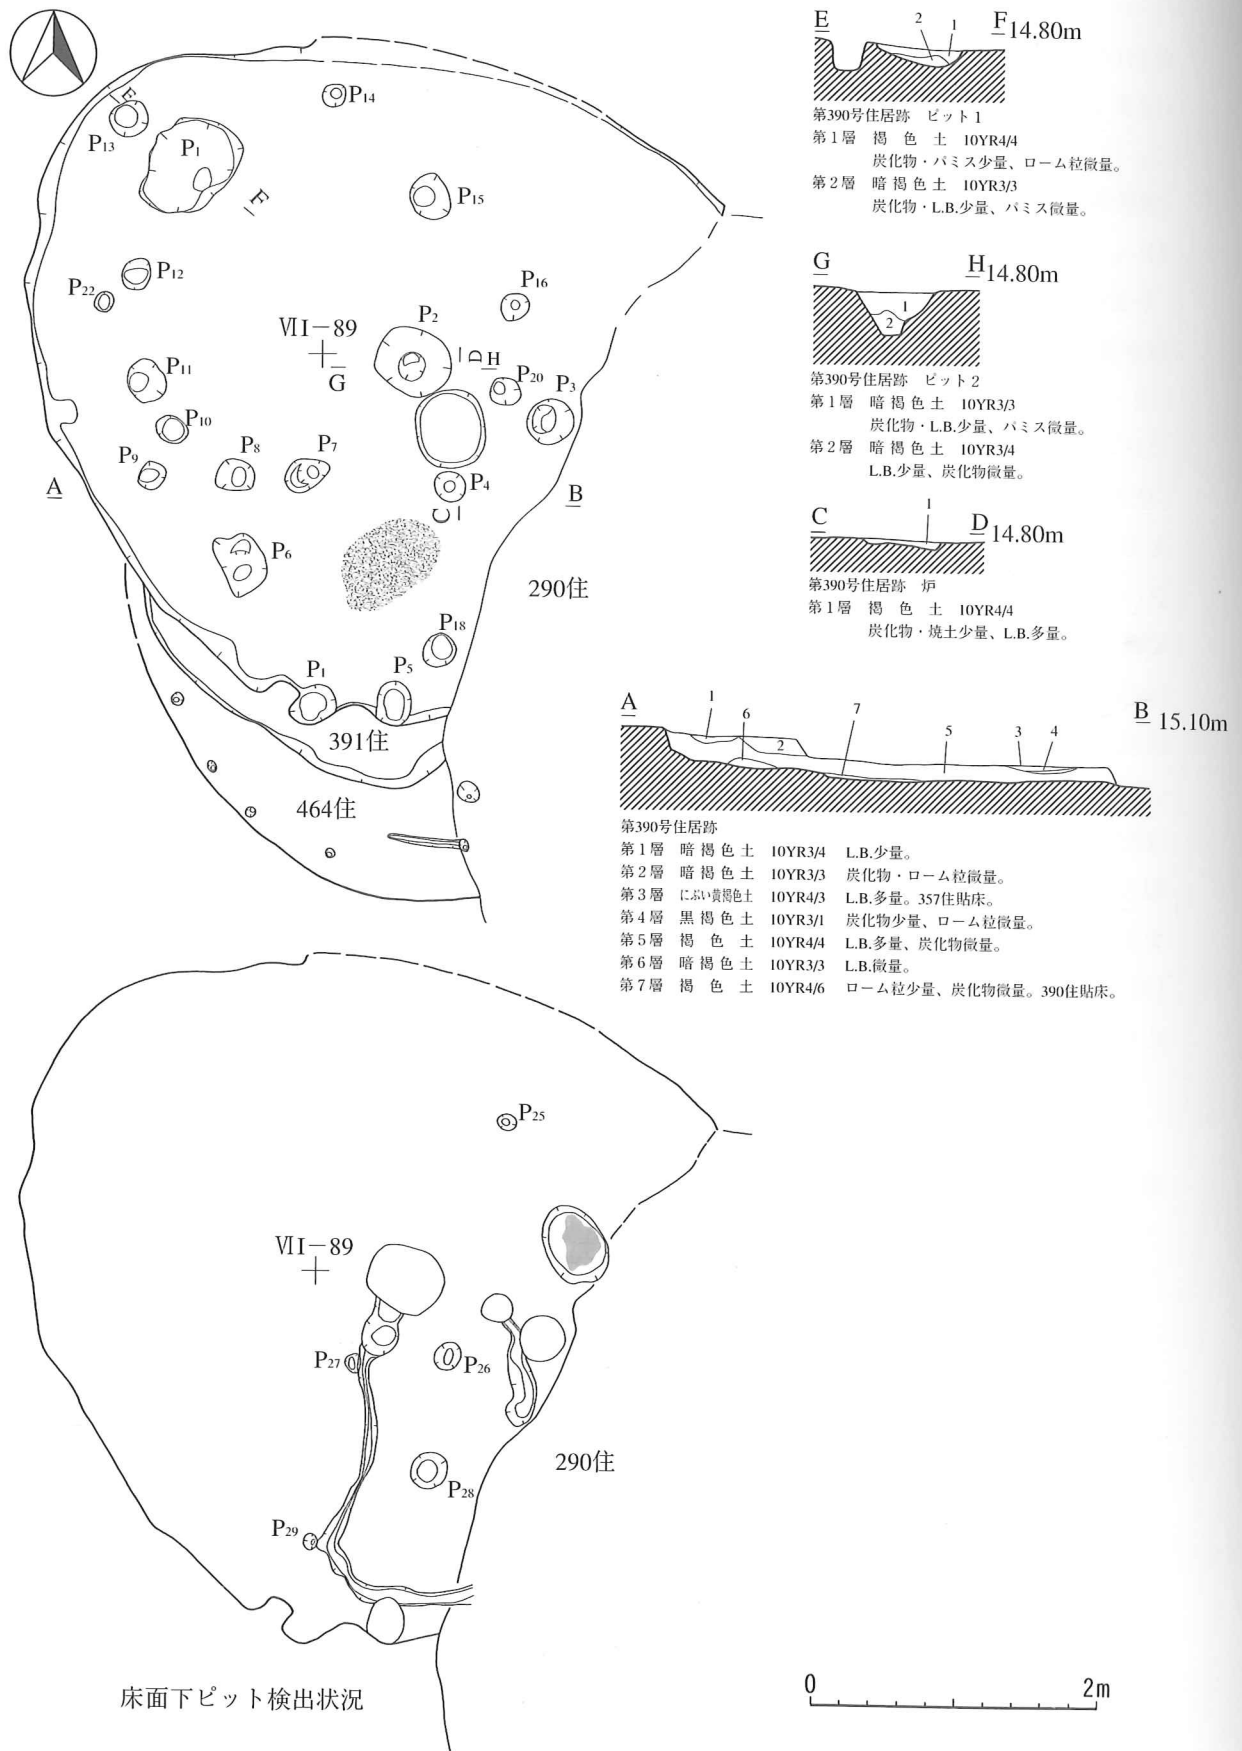 E 2 1 F 14.80m
第390号住居跡 ピット1
第1層 褐色土 10YR4/4
炭化物・パミス少量、ローム粒微量。
第2層 暗褐色土 10YR3/3
炭化物・L.B.少量、パミス微量。
G H 14.80m
1
2
第390号住居跡 ピット2
第1層 暗褐色土 10YR3/3
炭化物・L.B.少量、パミス微量。
第2層 暗褐色土 10YR3/4
L.B.少量、炭化物微量。
1
C D 14.80m
第390号住居跡 炉
第1層 褐色土 10YR4/4
炭化物・焼土少量、L.B.多量。
A 1 6 7 5 3 4 B 15.10m
2
第390号住居跡
第1層 暗褐色土 10YR3/4 L.B.少量。
第2層 暗褐色土 10YR3/3 炭化物・ローム粒微量。
第3層 にぶい黄褐色土 10YR4/3 L.B.多量。357住貼床。
第4層 黒褐色土 10YR3/1 炭化物少量、ローム粒微量。
第5層 褐色土 10YR4/4 L.B.多量、炭化物微量。
第6層 暗褐色土 10YR3/3 L.B.微量。
第7層 褐色土 10YR4/6 ローム粒少量、炭化物微量。390住貼床。
E
P14
P13
P1
F
P15
P12
P22
P16
VII−89
P2
D
H
G
P11
P20
P3
P10
P9
P8
P7
A
P4
B
C
P6
290住
P18
P1
P5
391住
464住
P25
VII−89
P27
P26
290住
P28
P29
床面下ピット検出状況
0 2m